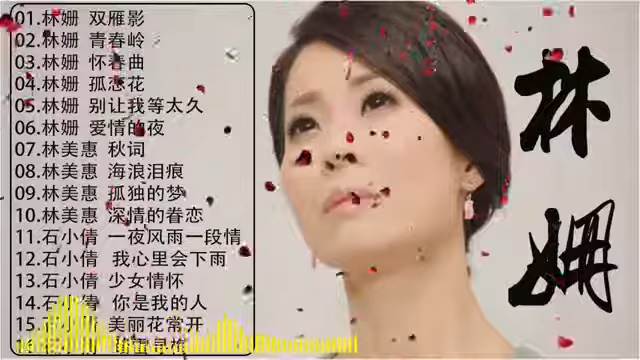 01.林姗 双雁影
02.林姗 青春岭
03.林姗 怀春曲
04.林姗 孤恋花
05.林姗 别让我等太久
06.林姗 爱情的夜
07.林美惠 秋词
08.林美惠 海浪泪痕
09.林美惠 孤独的梦
10.林美惠 深情的眷恋
11.石小倩 一夜风雨一段情
12.石小倩 我心里会下雨
13.石小倩 少女情怀
14.石小倩 你是我的人
15.石小倩 美丽花常开
林姗